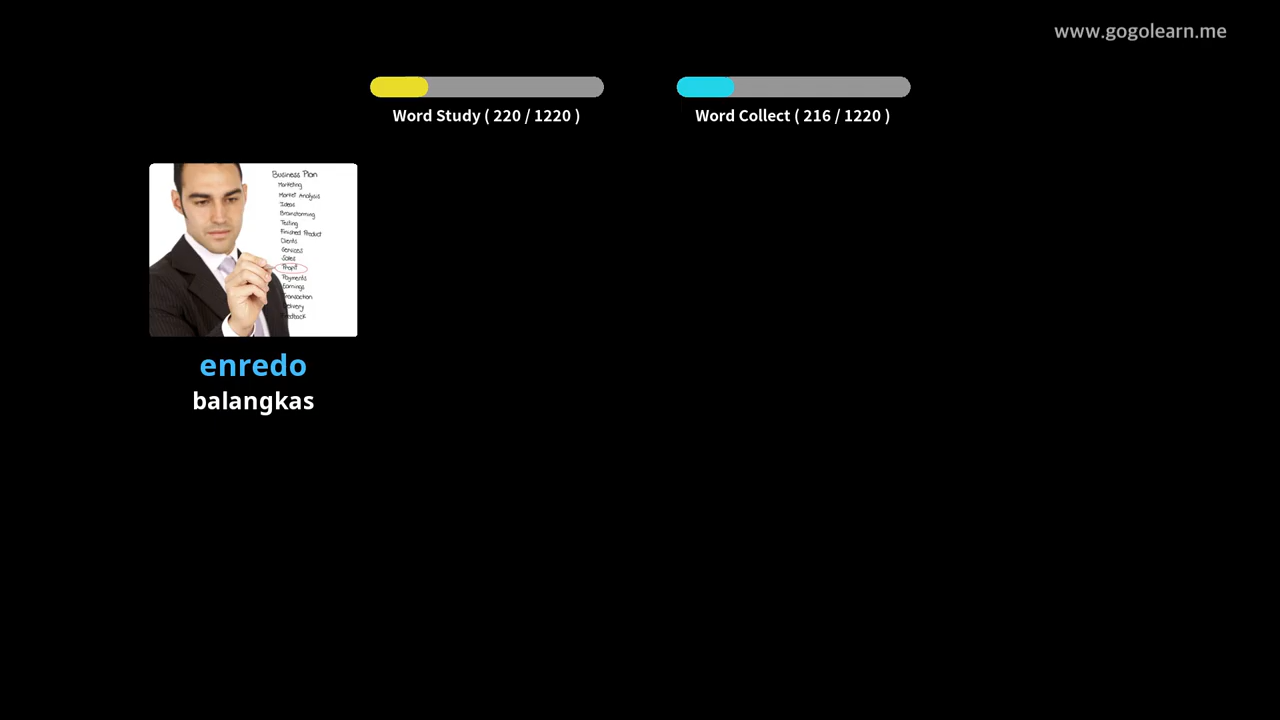 www.gogolearn.me
Word Study ( 220 / 1220 )
Word Collect ( 216 / 1220 )
Business Plan
Marketing
Market Analysis
Ideas
Brainstorming
Testing
Finished Product
Clients
Services
Sales
Profit
Payments
Earnings
Transaction
Delivery
Feedback
enredo
balangkas